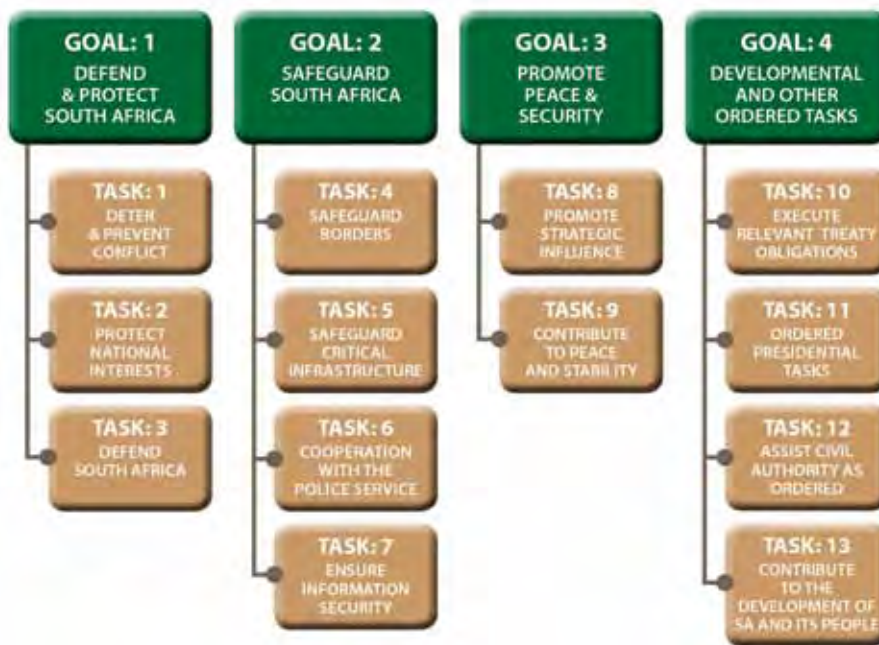 GOAL: 1
DEFEND
& PROTECT
SOUTH AFRICA
TASK: 1
DETER
& PREVENT
CONFLICT
TASK: 2
PROTECT
NATIONAL
INTERESTS
TASK: 3
DEFEND
SOUTH AFRICA
GOAL: 2
SAFEGUARD
SOUTH AFRICA
TASK: 4
SAFEGUARD
BORDERS
TASK: 5
SAFEGUARD
CRITICAL
INFRASTRUCTURE
TASK: 6
COOPERATION
WITH THE
POLICE SERVICE
TASK: 7
ENSURE
INFORMATION
SECURITY
GOAL: 3
PROMOTE
PEACE &
SECURITY
TASK: 8
PROMOTE
STRATEGIC
INFLUENCE
TASK: 9
CONTRIBUTE
TO PEACE
AND STABILITY
GOAL: 4
DEVELOPMENTAL
AND OTHER
ORDERED TASKS
TASK: 10
EXECUTE
RELEVANT TREATY
OBLIGATIONS
TASK: 11
ORDERED
PRESIDENTIAL
TASKS
TASK: 12
ASSIST CIVIL
AUTHORITY AS
ORDERED
TASK: 13
CONTRIBUTE
TO THE
DEVELOPMENT OF
SA AND ITS PEOPLE